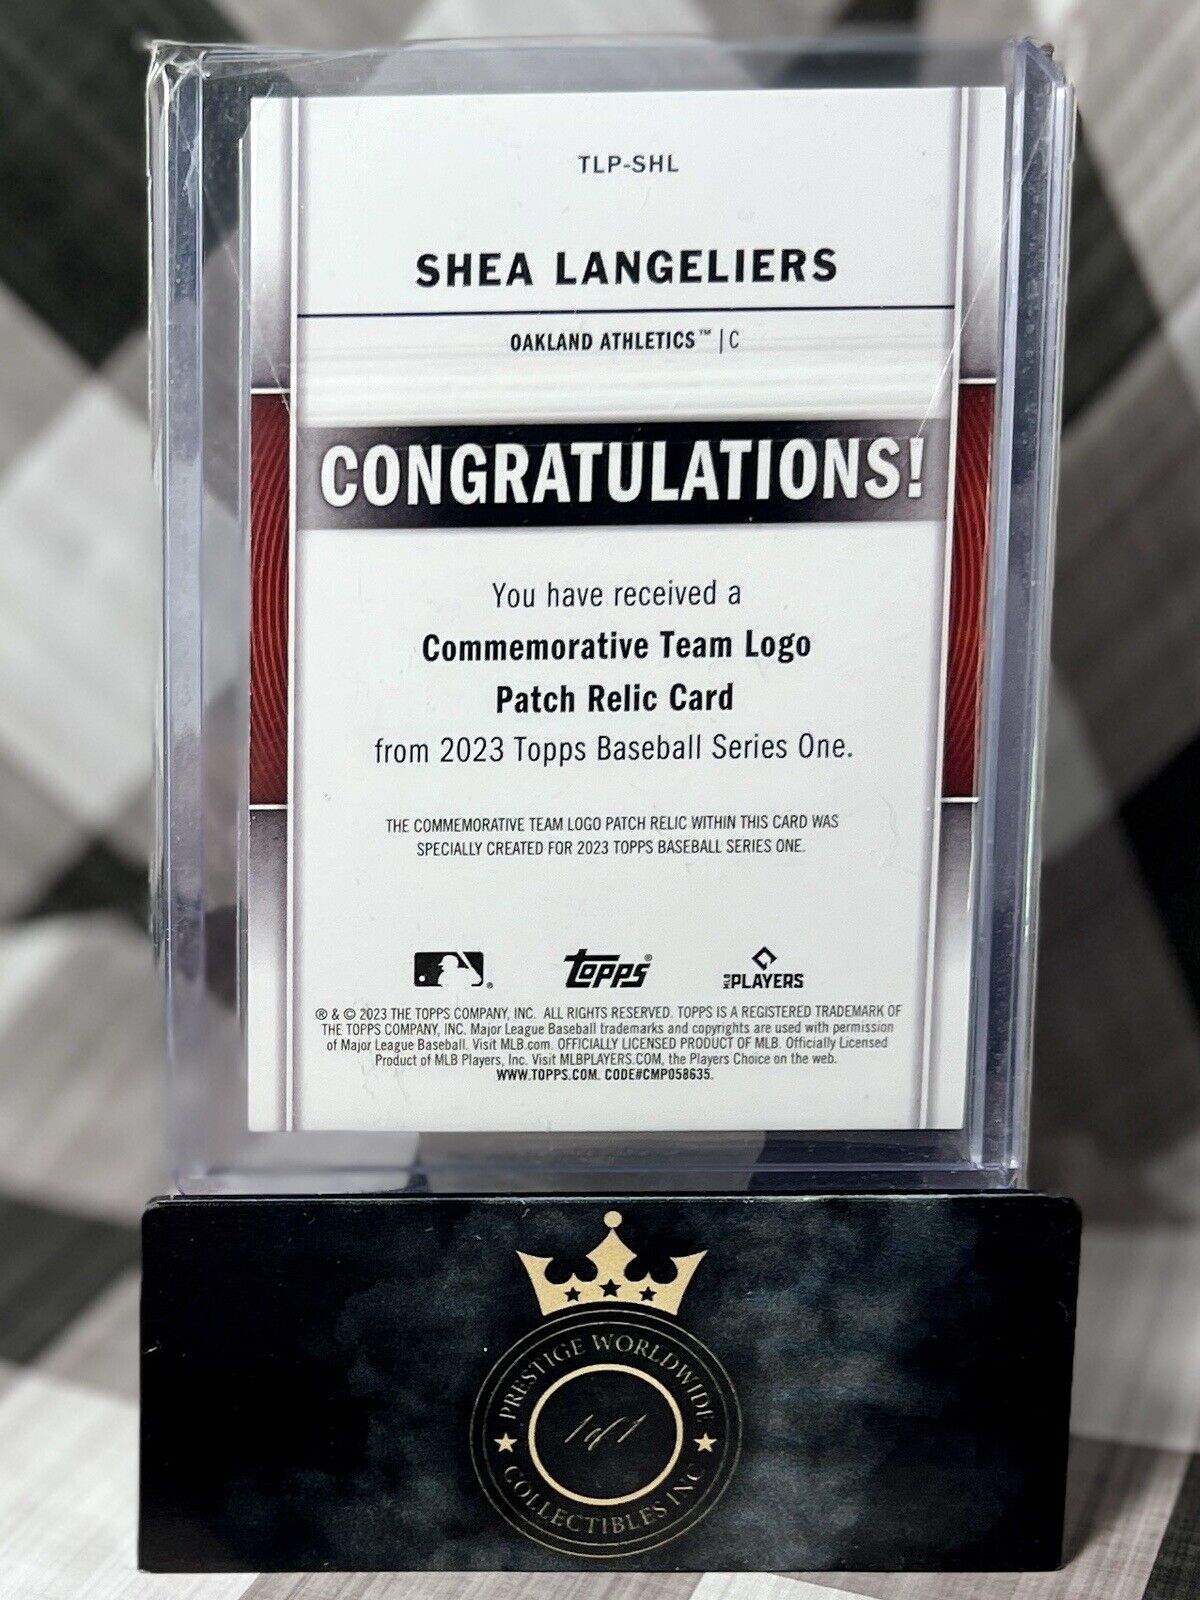 TLP-SHL
SHEA LANGELIERS
OAKLAND ATHLETICS™ | C
CONGRATULATIONS!
You have received a
Commemorative Team Logo
Patch Relic Card
from 2023 Topps Baseball Series One.
THE COMMEMORATIVE TEAM LOGO PATCH RELIC WITHIN THIS CARD WAS
SPECIALLY CREATED FOR 2023 TOPPS BASEBALL SERIES ONE.
topps® MLB PLAYERS
® & © 2023 THE TOPPS COMPANY, INC. ALL RIGHTS RESERVED. TOPPS IS A REGISTERED TRADEMARK OF
THE TOPPS COMPANY, INC. Major League Baseball trademarks and copyrights are used with permission
of Major League Baseball. Visit MLB.com. OFFICIALLY LICENSED PRODUCT OF MLB. Officially Licensed
Product of MLB Players, Inc. Visit MLBPLAYERS.COM, the Players Choice on the web.
WWW.TOPPS.COM. CODE#CMP058635.
PRESTIGE WORLDWIDE
1 of 1
COLLECTIBLES INC